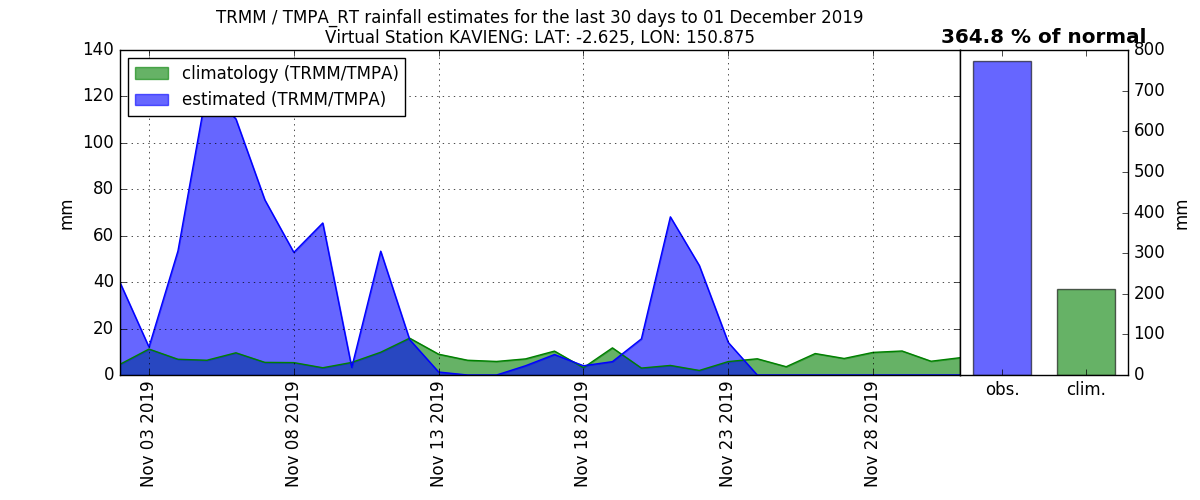 TRMM / TMPA_RT rainfall estimates for the last 30 days to 01 December 2019
Virtual Station KAVIENG: LAT: -2.625, LON: 150.875
364.8 % of normal
climatology (TRMM/TMPA)
estimated (TRMM/TMPA)
mm
140
120
100
80
60
40
20
0
Nov 03 2019
Nov 08 2019
Nov 13 2019
Nov 18 2019
Nov 23 2019
Nov 28 2019
obs.
clim.
800
700
600
500
400
300
200
100
0
mm